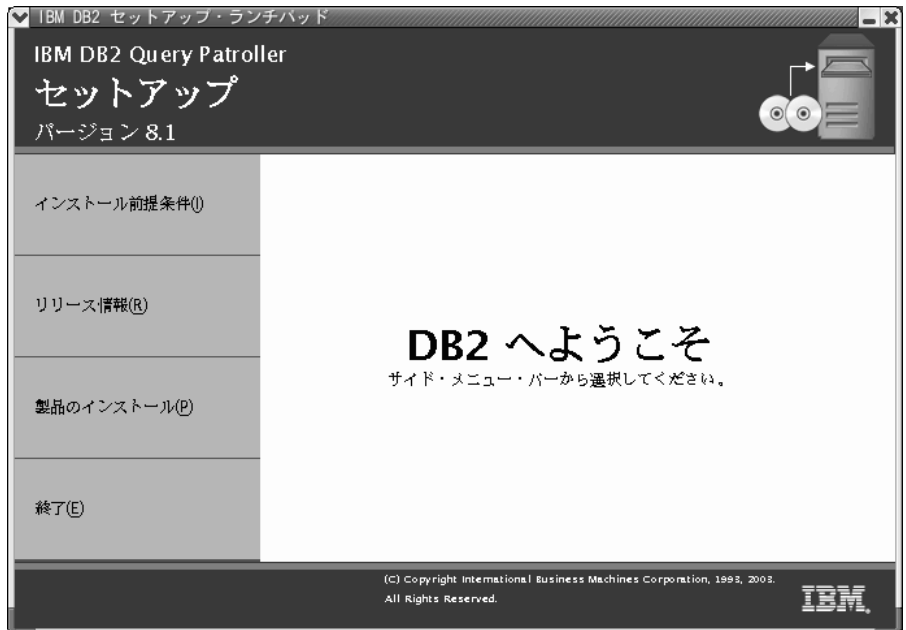 IBM DB2 セットアップ・ランチパッド
IBM DB2 Query Patroller
セットアップ
バージョン 8.1
インストール前提条件(I)
リリース情報(R)
製品のインストール(P)
終了(E)
DB2 へようこそ
サイド・メニュー・バーから選択してください。
(C) Copyright International Business Machines Corporation, 1993, 2003.
All Rights Reserved.
IBM.